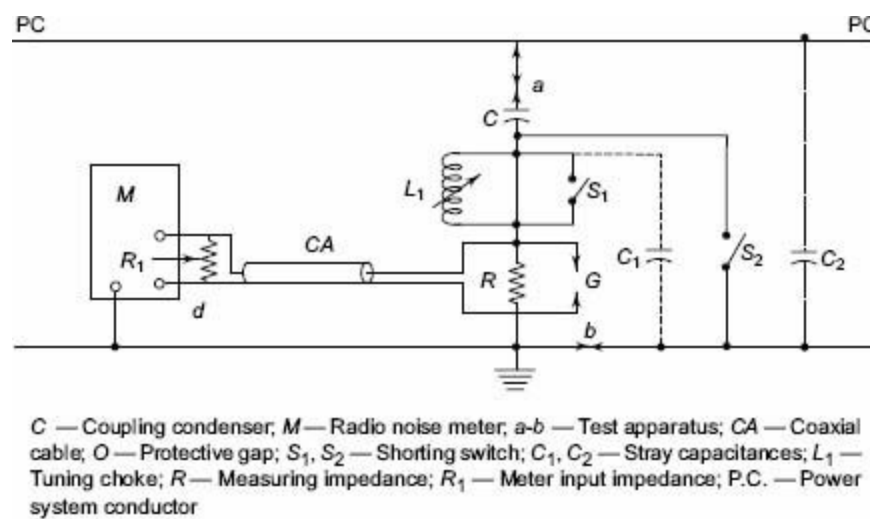 PC PC
a
C
M
L1 S1
CA
R1 C1 S2 C2
R G
d
b
C — Coupling condenser; M — Radio noise meter; a-b — Test apparatus; CA — Coaxial
cable; O — Protective gap; S1, S2 — Shorting switch; C1, C2 — Stray capacitances; L1 —
Tuning choke; R — Measuring impedance; R1 — Meter input impedance; P.C. — Power
system conductor